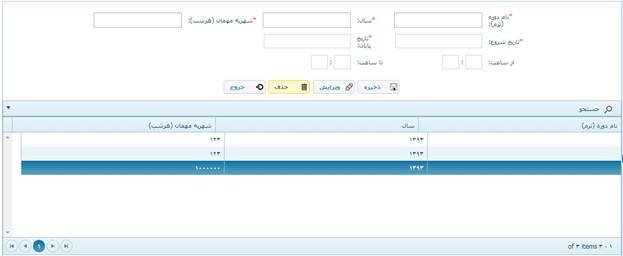 *نام دوره (ترم): *سال: *شهریه مهمان (هرشب):
*تاریخ شروع: *تاریخ پایان:
از ساعت: : تا ساعت: :
ذخیره ویرایش حذف خروج
جستجو
نام دوره (ترم) سال شهریه مهمان (هرشب)
۱۳۹۳ ۱۲۳
۱۳۹۳ ۱۲۳
۱۳۹۳ ۱۰۰۰۰۰۰
۱ - ۳ of ۳ items ۱